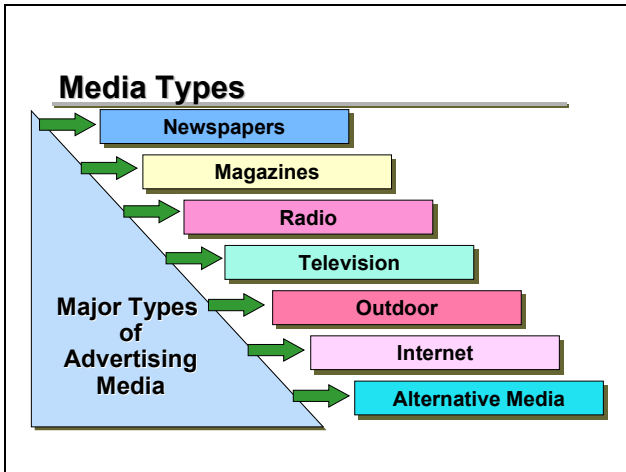 Media Types
Newspapers
Magazines
Radio
Television
Outdoor
Internet
Alternative Media
Major Types
of
Advertising
Media